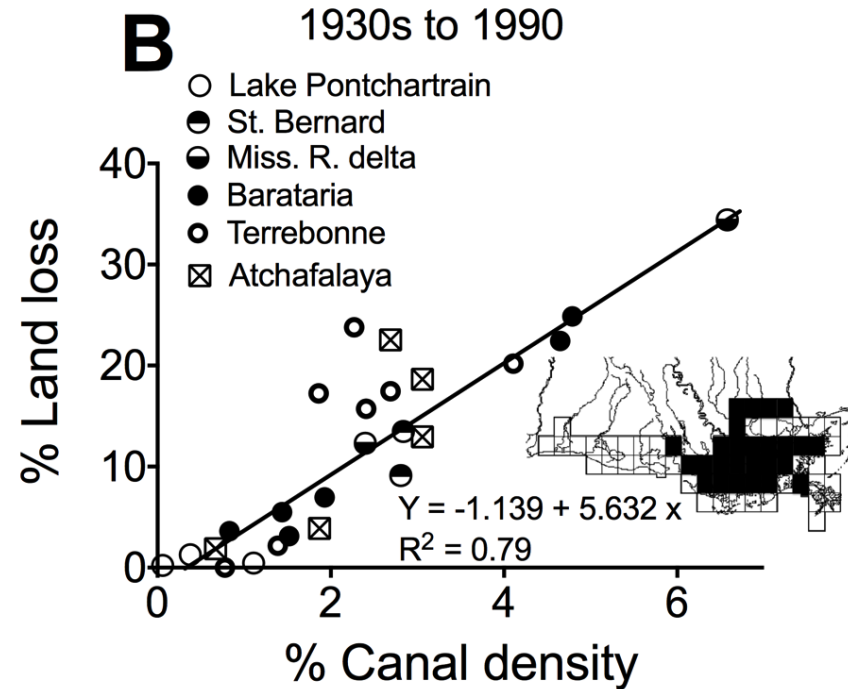 B
1930s to 1990
Lake Pontchartrain
St. Bernard
Miss. R. delta
Barataria
Terrebonne
Atchafalaya
40
30
20
10
0
% Land loss
Y = -1.139 + 5.632 x
R² = 0.79
0 2 4 6
% Canal density